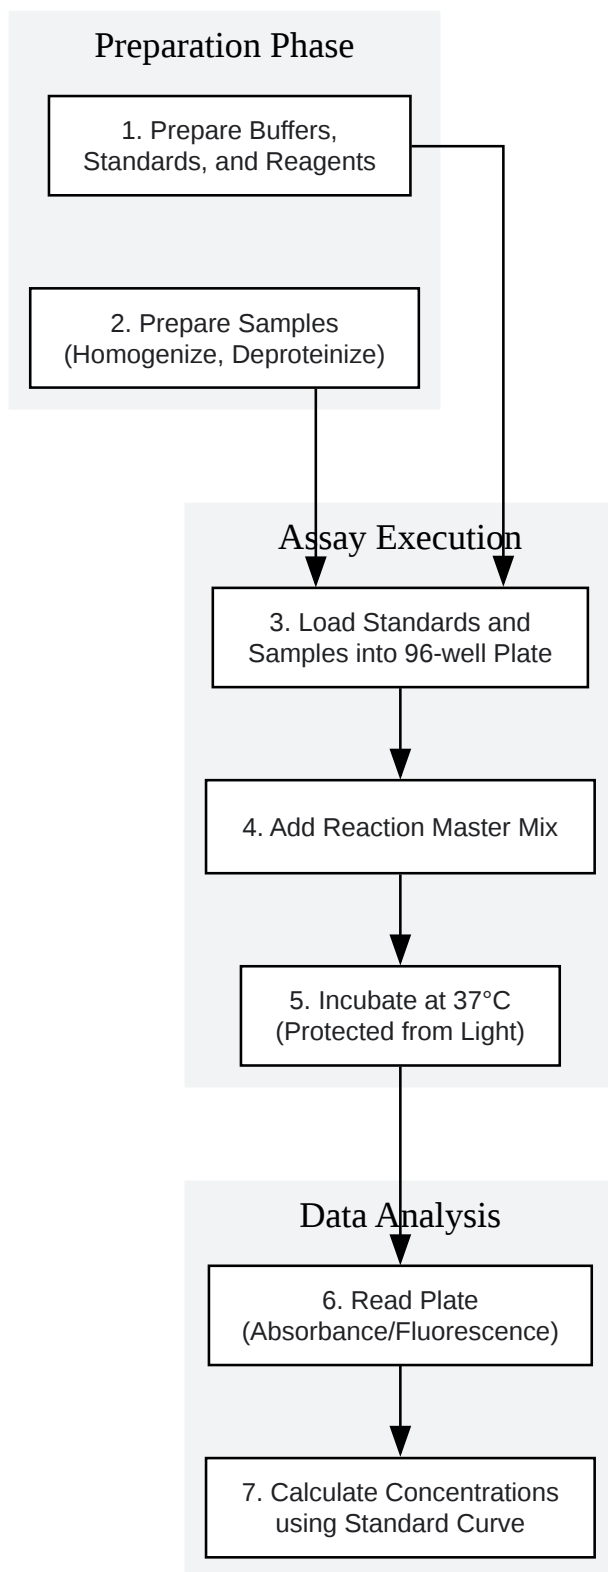 Preparation Phase
1. Prepare Buffers,
Standards, and Reagents
2. Prepare Samples
(Homogenize, Deproteinize)
Assay Execution
3. Load Standards and
Samples into 96-well Plate
4. Add Reaction Master Mix
5. Incubate at 37°C
(Protected from Light)
Data Analysis
6. Read Plate
(Absorbance/Fluorescence)
7. Calculate Concentrations
using Standard Curve